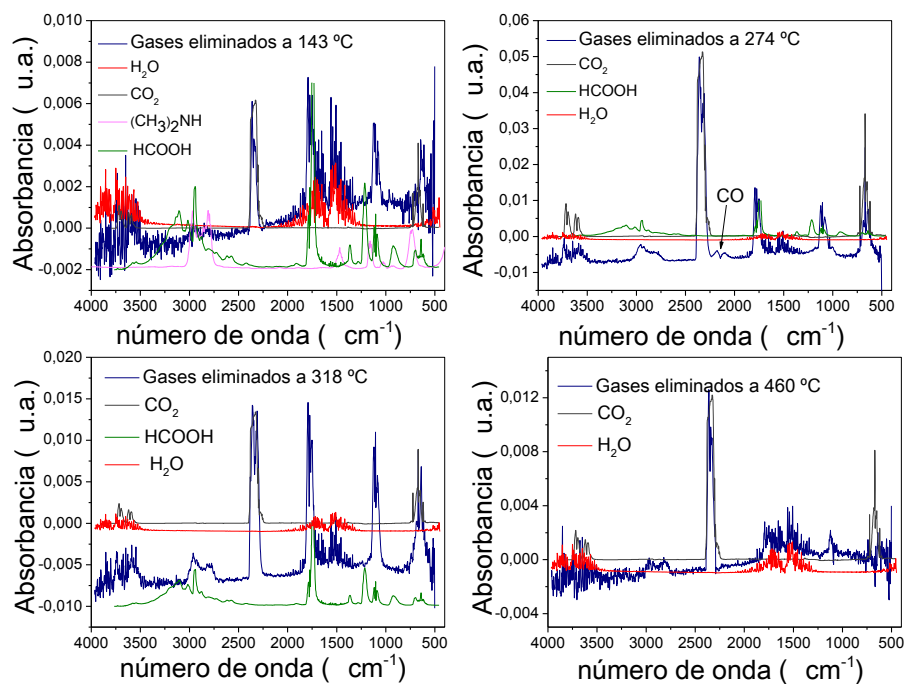 0,010
0,008
0,006
0,004
0,002
0,000
-0,002
Absorbancia ( u.a.)
Gases eliminados a 143 ºC
H₂O
CO₂
(CH₃)₂NH
HCOOH
4000 3500 3000 2500 2000 1500 1000 500
número de onda ( cm⁻¹)
0,06
0,05
0,04
0,03
0,02
0,01
0,00
-0,01
Absorbancia ( u.a.)
Gases eliminados a 274 ºC
CO₂
HCOOH
H₂O
CO
4000 3500 3000 2500 2000 1500 1000 500
número de onda ( cm⁻¹)
0,020
0,015
0,010
0,005
0,000
-0,005
-0,010
Absorbancia ( u.a.)
Gases eliminados a 318 ºC
CO₂
HCOOH
H₂O
4000 3500 3000 2500 2000 1500 1000 500
número de onda ( cm⁻¹)
0,012
0,008
0,004
0,000
-0,004
Absorbancia ( u.a.)
Gases eliminados a 460 ºC
CO₂
H₂O
4000 3500 3000 2500 2000 1500 1000 500
número de onda ( cm⁻¹)